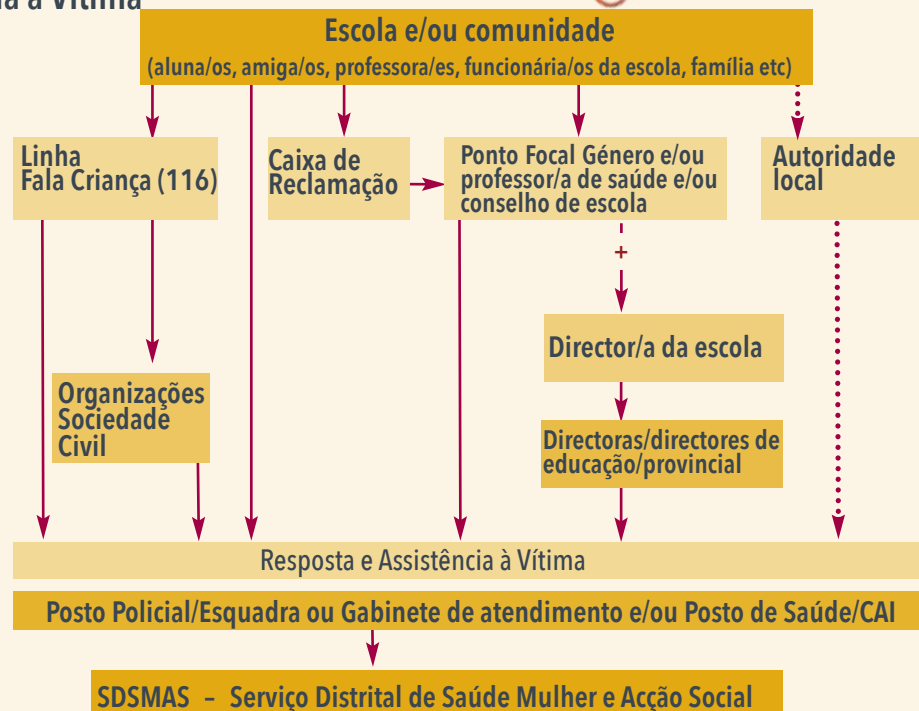 à Vítima
Escola e/ou comunidade
(aluna/os, amiga/os, professora/es, funcionária/os da escola, família etc)
Linha
Fala Criança (116)
Caixa de
Reclamação
Ponto Focal Género e/ou
professor/a de saúde e/ou
conselho de escola
Autoridade
local
+
Director/a da escola
Organizações
Sociedade
Civil
Directoras/directores de
educação/provincial
Resposta e Assistência à Vítima
Posto Policial/Esquadra ou Gabinete de atendimento e/ou Posto de Saúde/CAI
SDSMAS – Serviço Distrital de Saúde Mulher e Acção Social